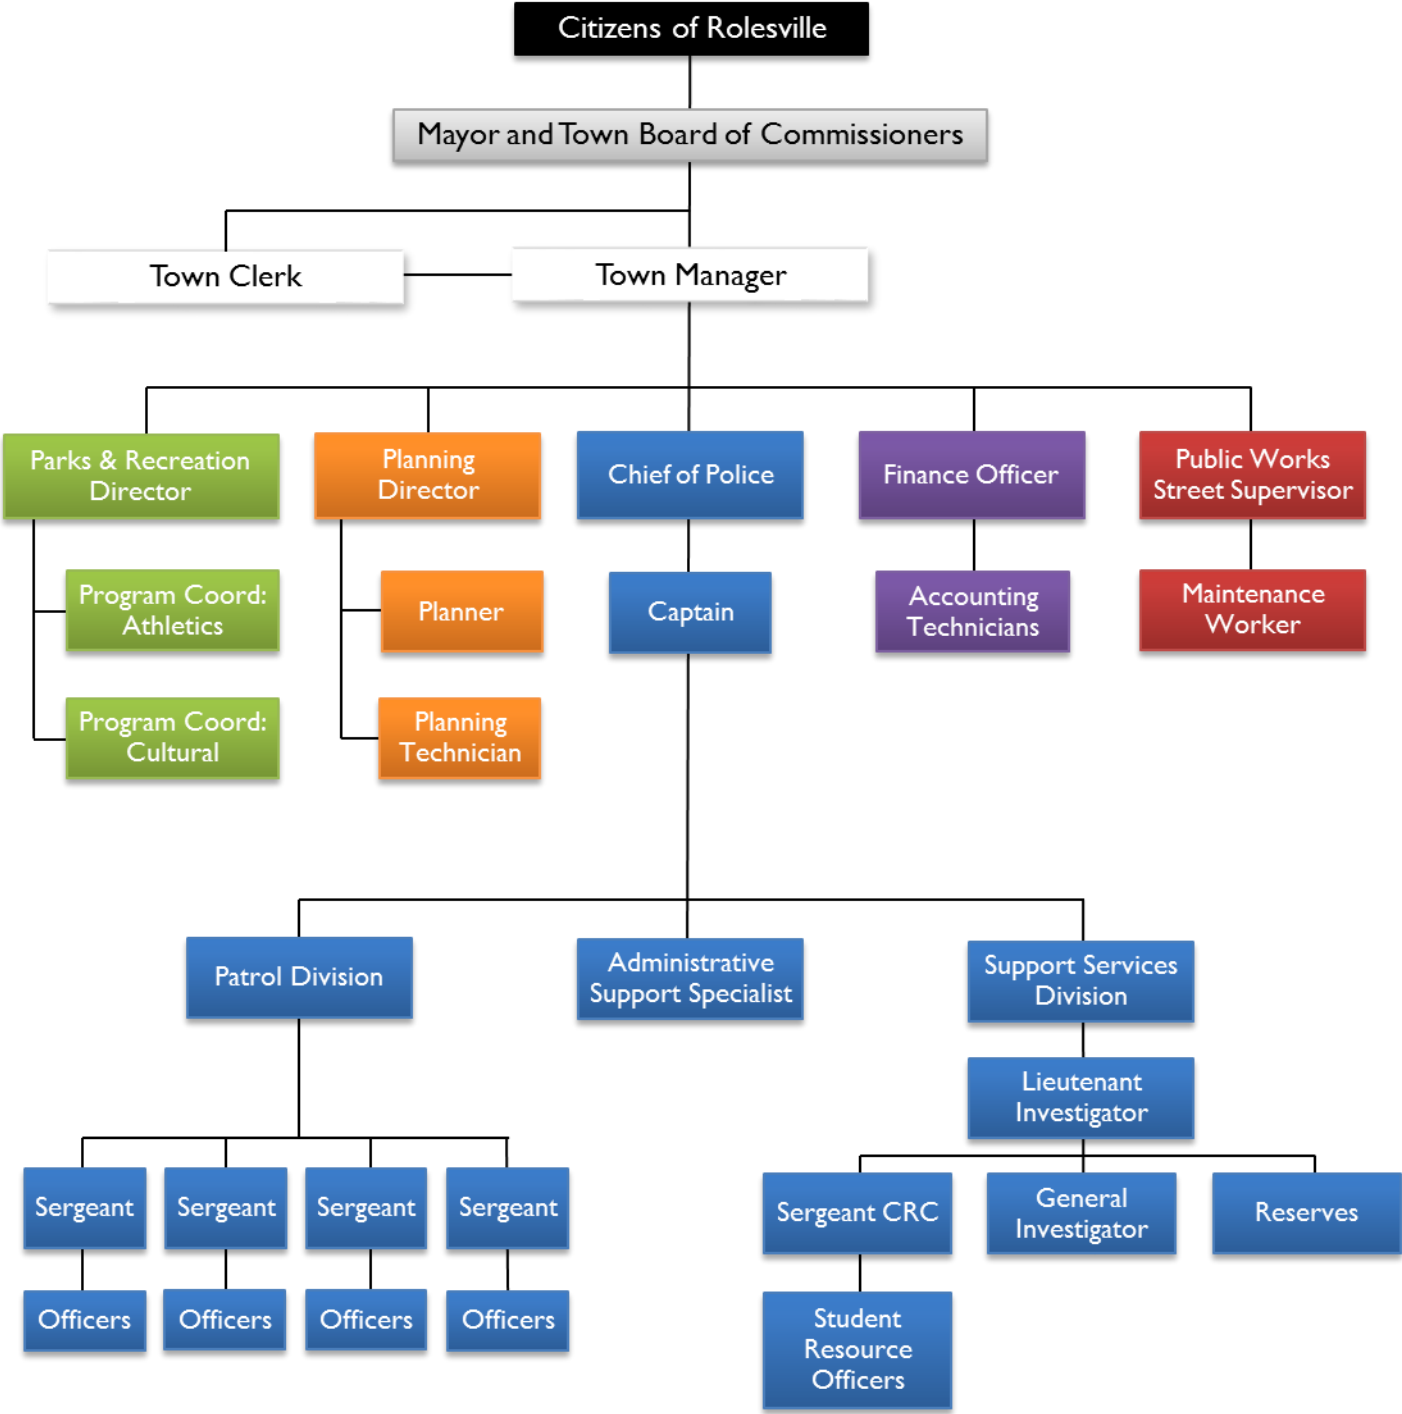 Citizens of Rolesville
Mayor and Town Board of Commissioners
Town Clerk
Town Manager
Parks & Recreation
Director
Planning
Director
Chief of Police
Finance Officer
Public Works
Street Supervisor
Program Coord:
Athletics
Planner
Captain
Accounting
Technicians
Maintenance
Worker
Program Coord:
Cultural
Planning
Technician
Patrol Division
Administrative
Support Specialist
Support Services
Division
Lieutenant
Investigator
Sergeant
Sergeant
Sergeant
Sergeant
Sergeant CRC
General
Investigator
Reserves
Officers
Officers
Officers
Officers
Student
Resource
Officers